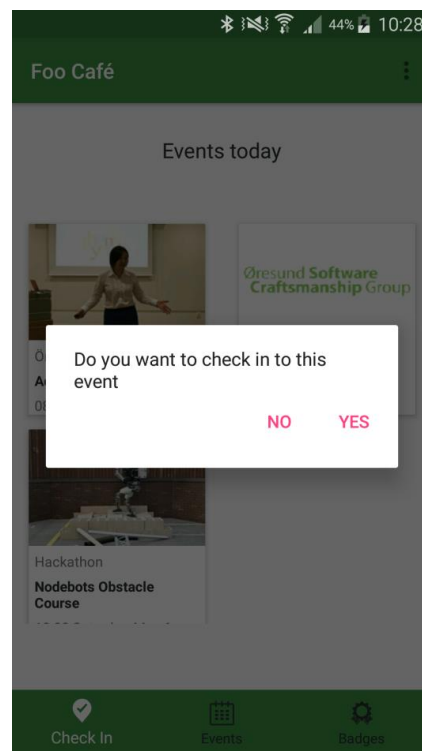 44% 10:28
Foo Café
Events today
Øresund Software
Craftsmanship Group
Do you want to check in to this
event
NO YES
Hackathon
Nodebots Obstacle
Course
Check In Events Badges